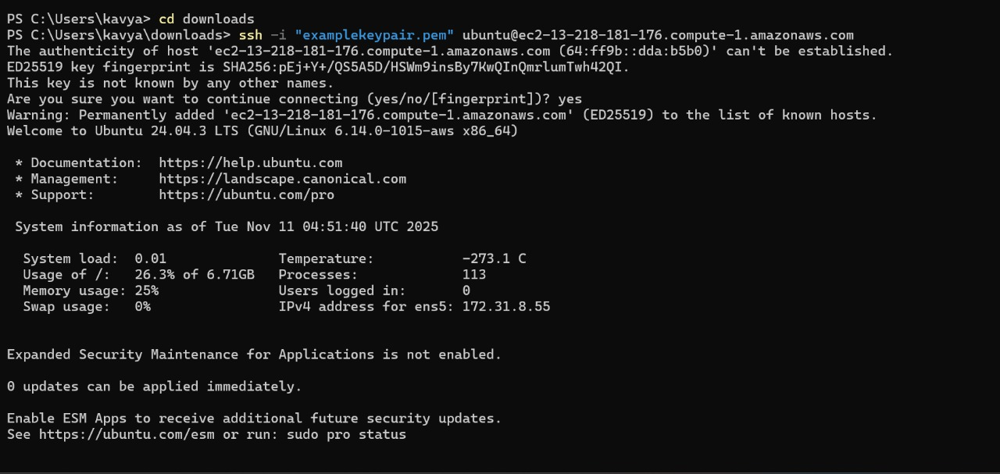 PS C:\Users\kavya> cd downloads
PS C:\Users\kavya\downloads> ssh -i "examplekeypair.pem" ubuntu@ec2-13-218-181-176.compute-1.amazonaws.com
The authenticity of host 'ec2-13-218-181-176.compute-1.amazonaws.com (64:ff9b::dda:b5b0)' can't be established.
ED25519 key fingerprint is SHA256:pEj+Y+/QS5A5D/HSWm9insBy7KwQInQmrlumTwh42QI.
This key is not known by any other names.
Are you sure you want to continue connecting (yes/no/[fingerprint])? yes
Warning: Permanently added 'ec2-13-218-181-176.compute-1.amazonaws.com' (ED25519) to the list of known hosts.
Welcome to Ubuntu 24.04.3 LTS (GNU/Linux 6.14.0-1015-aws x86_64)

 * Documentation:  https://help.ubuntu.com
 * Management:     https://landscape.canonical.com
 * Support:        https://ubuntu.com/pro

 System information as of Tue Nov 11 04:51:40 UTC 2025

  System load:  0.01              Temperature:           -273.1 C
  Usage of /:   26.3% of 6.71GB   Processes:             113
  Memory usage: 25%               Users logged in:       0
  Swap usage:   0%                IPv4 address for ens5: 172.31.8.55

Expanded Security Maintenance for Applications is not enabled.

0 updates can be applied immediately.

Enable ESM Apps to receive additional future security updates.
See https://ubuntu.com/esm or run: sudo pro status